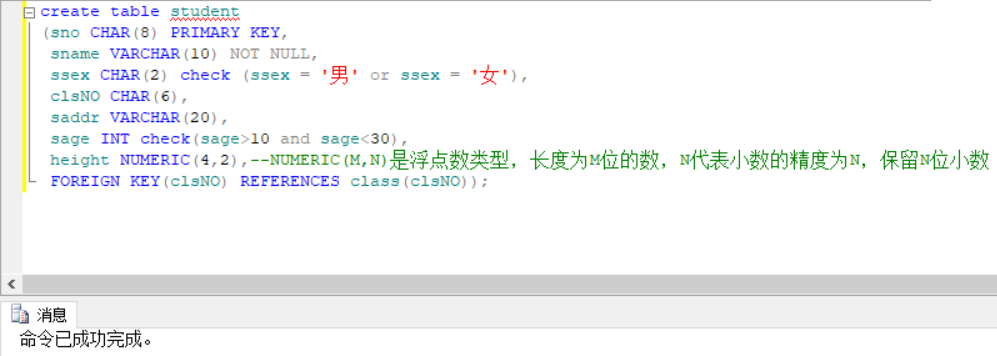 create table student
(sno CHAR(8) PRIMARY KEY,
sname VARCHAR(10) NOT NULL,
ssex CHAR(2) check (ssex = '男' or ssex = '女'),
clsNO CHAR(6),
saddr VARCHAR(20),
sage INT check(sage>10 and sage<30),
height NUMERIC(4,2),--NUMERIC(M,N)是浮点数类型，长度为M位的数，N代表小数的精度为N，保留N位小数
FOREIGN KEY(clsNO) REFERENCES class(clsNO));
消息
命令已成功完成。